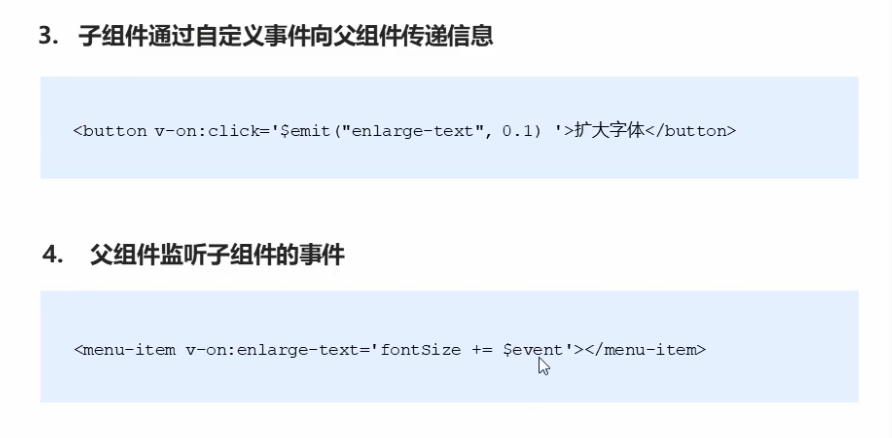 3. 子组件通过自定义事件向父组件传递信息
<button v-on:click='$emit("enlarge-text", 0.1) '>扩大字体</button>
4. 父组件监听子组件的事件
<menu-item v-on:enlarge-text='fontSize += $event'></menu-item>